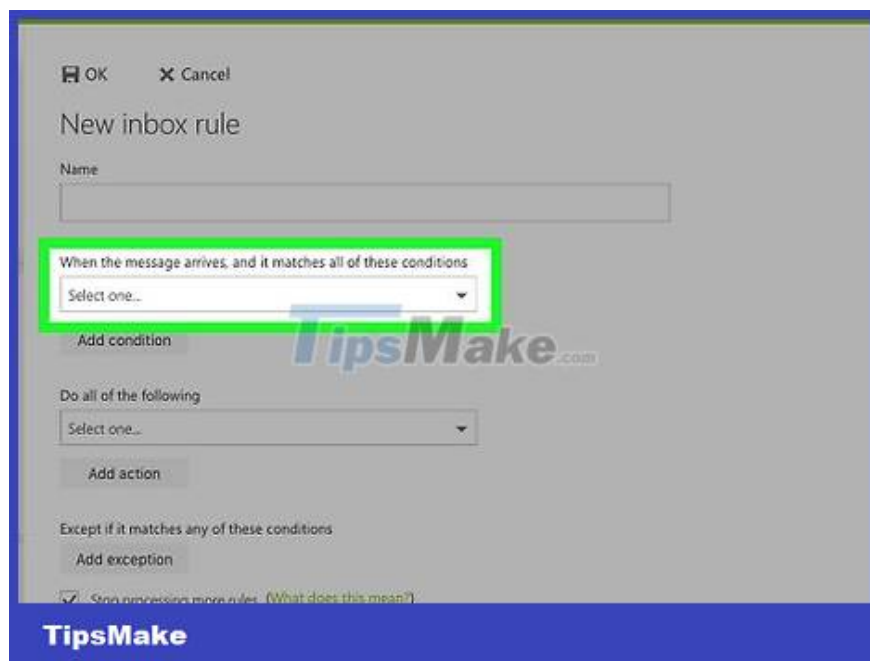 OK Cancel
New inbox rule
Name
When the message arrives, and it matches all of these conditions
Select one...
Add condition
TipsMake.com
Do all of the following
Select one...
Add action
Except if it matches any of these conditions
Add exception
Stop processing more rules. (What does this mean?)
TipsMake